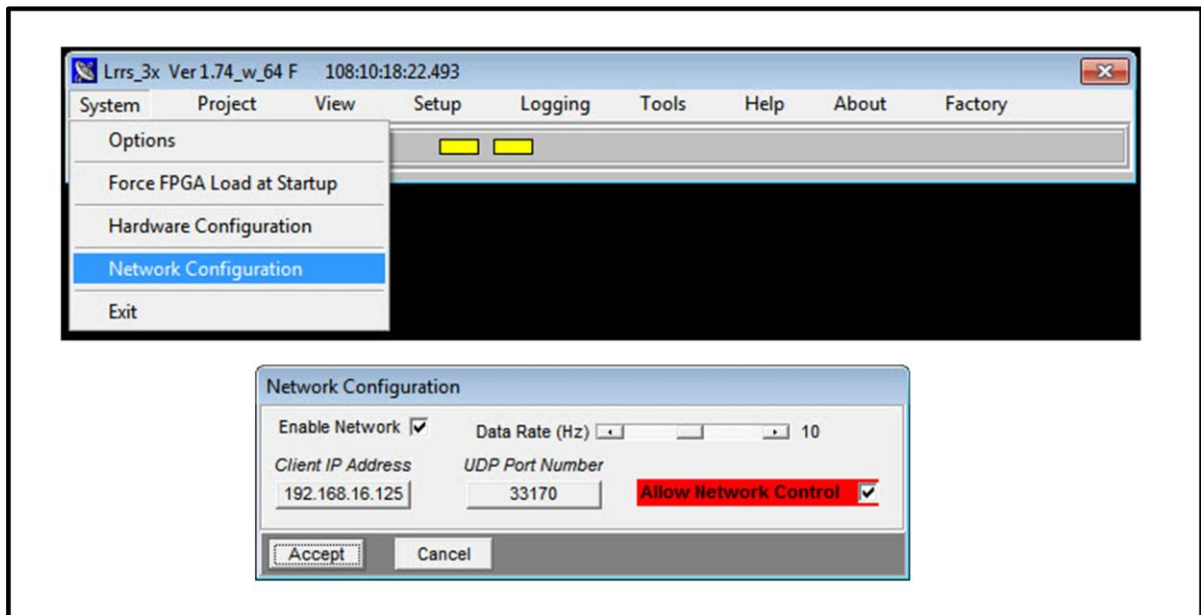 Lrrs_3x Ver 1.74_w_64 F 108:10:18:22.493
System Project View Setup Logging Tools Help About Factory
Options
Force FPGA Load at Startup
Hardware Configuration
Network Configuration
Exit
Network Configuration
Enable Network Data Rate (Hz) 10
Client IP Address UDP Port Number
192.168.16.125 33170 Allow Network Control
Accept Cancel